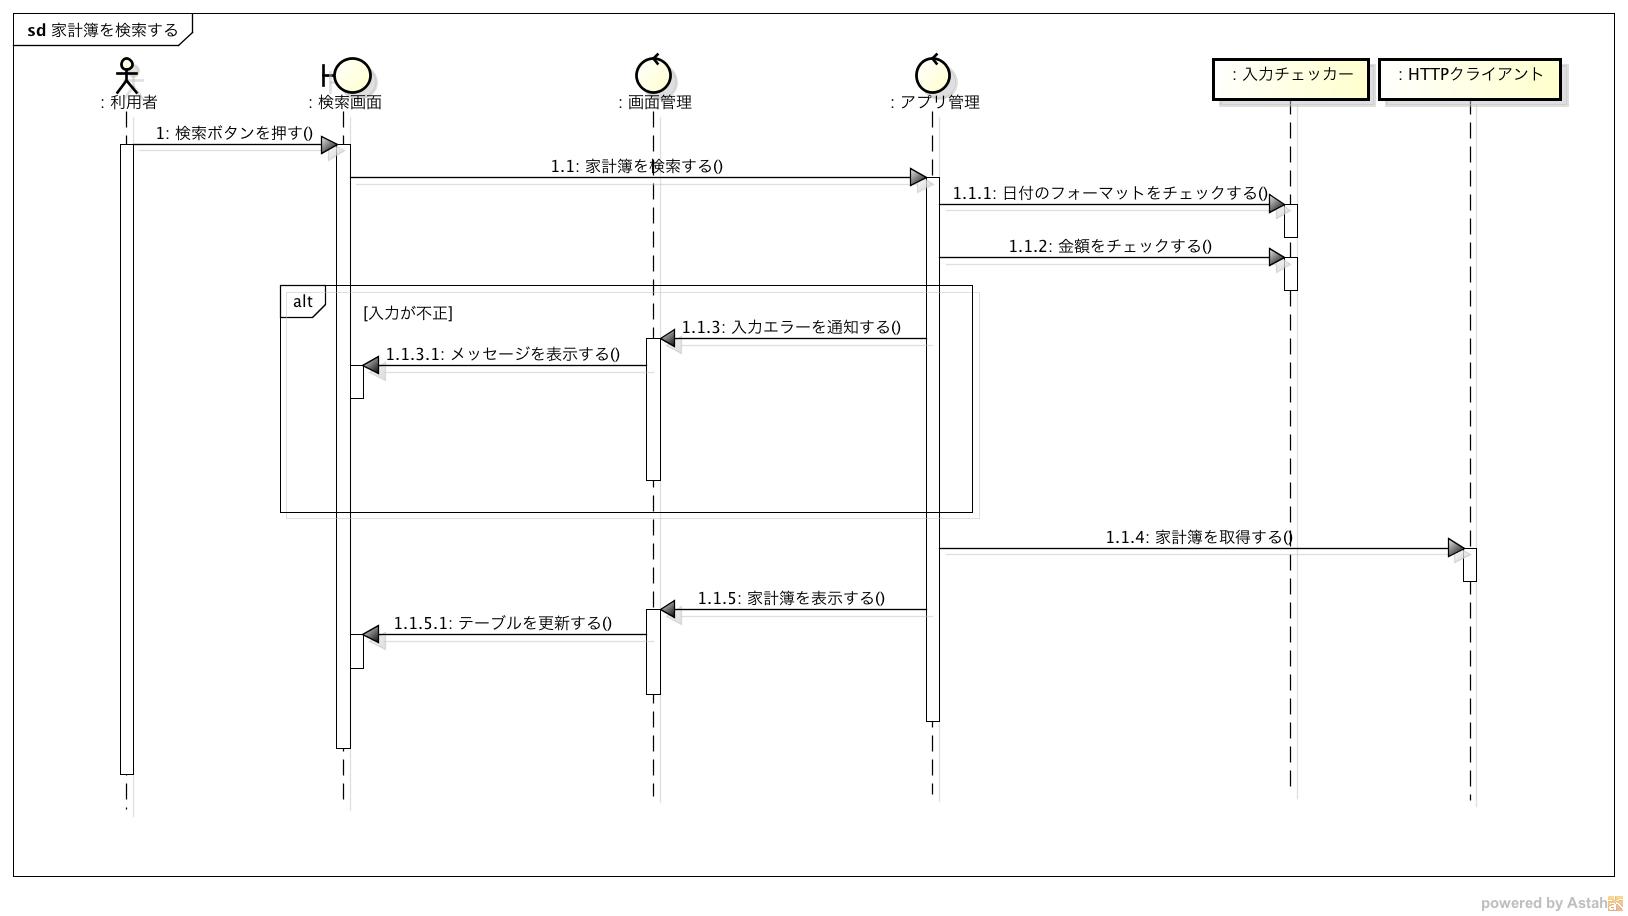 sd 家計簿を検索する
: 利用者
: 検索画面
: 画面管理
: アプリ管理
: 入力チェッカー
: HTTPクライアント
1: 検索ボタンを押す()
1.1: 家計簿を検索する()
1.1.1: 日付のフォーマットをチェックする()
1.1.2: 金額をチェックする()
alt
[入力が不正]
1.1.3: 入力エラーを通知する()
1.1.3.1: メッセージを表示する()
1.1.4: 家計簿を取得する()
1.1.5: 家計簿を表示する()
1.1.5.1: テーブルを更新する()
powered by Astah